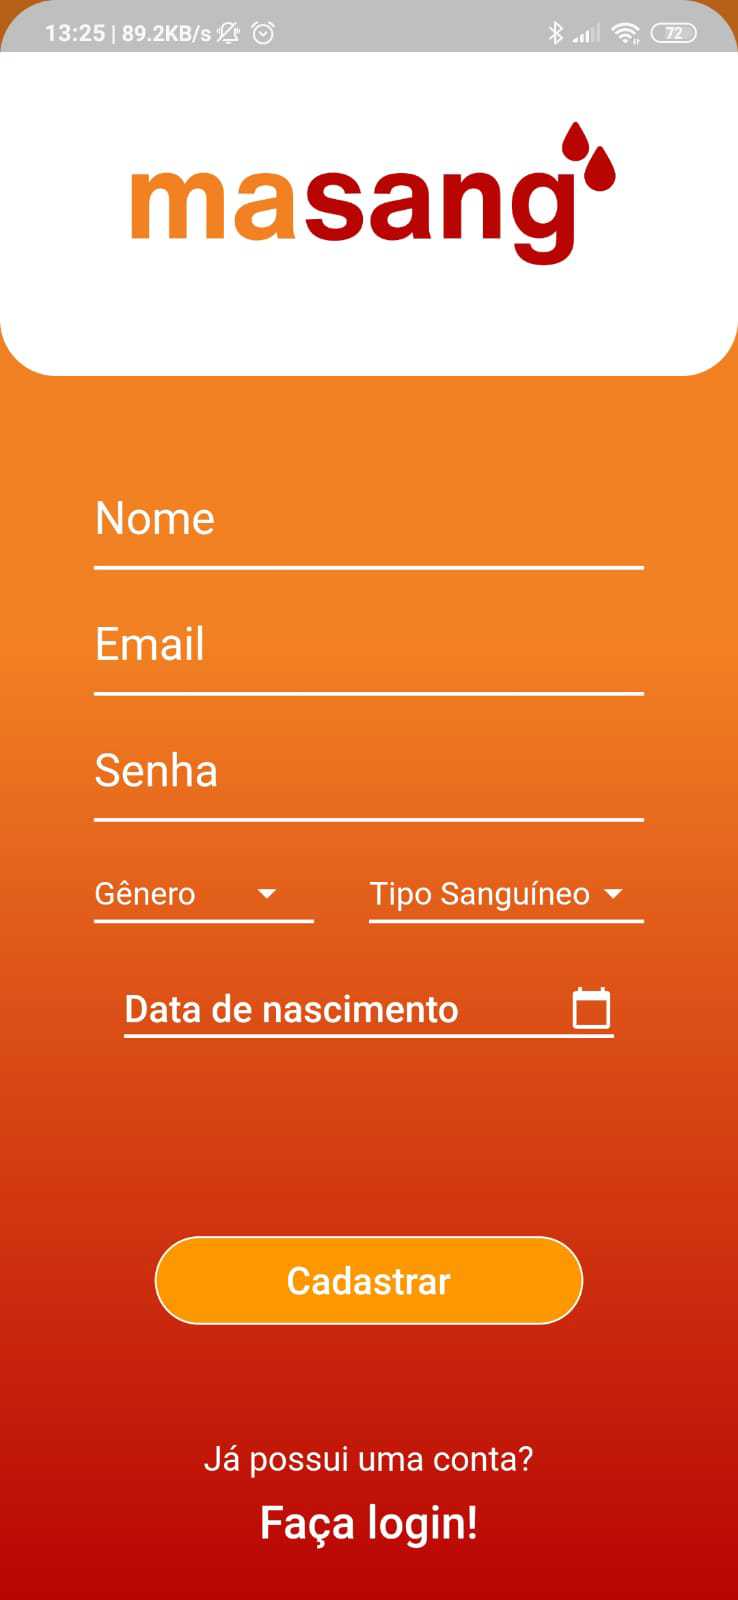 13:25 | 89.2KB/s 72
masang
Nome
Email
Senha
Gênero Tipo Sanguíneo
Data de nascimento
Cadastrar
Já possui uma conta?
Faça login!